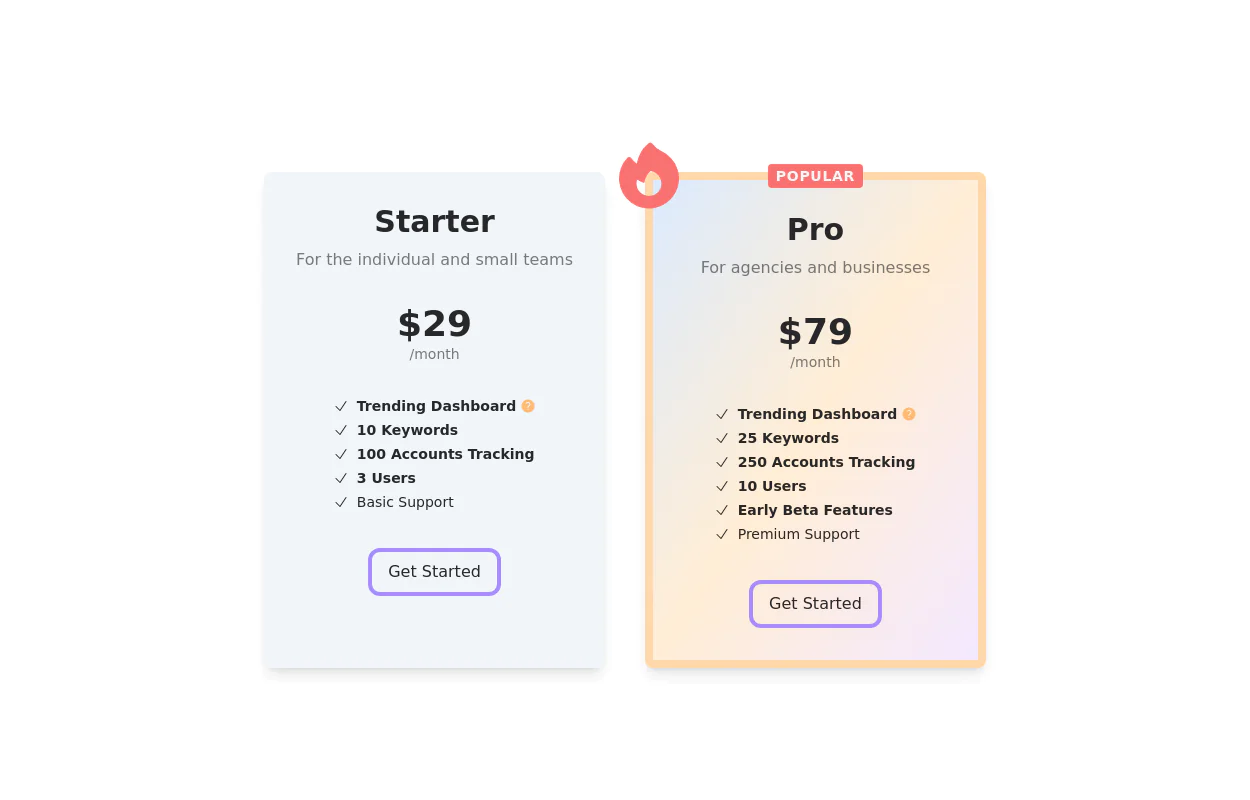 Starter
For the individual and small teams
$29
/month
Trending Dashboard ?
10 Keywords
100 Accounts Tracking
3 Users
Basic Support
Get Started
POPULAR
Pro
For agencies and businesses
$79
/month
Trending Dashboard ?
25 Keywords
250 Accounts Tracking
10 Users
Early Beta Features
Premium Support
Get Started